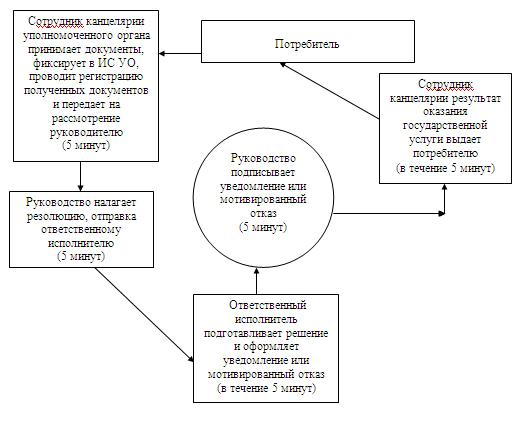 Сотрудник канцелярии
уполномоченного органа
принимает документы,
фиксирует в ИС УО,
проводит регистрацию
полученных документов
и передает на
рассмотрение
руководителю
(5 минут)
Потребитель
Сотрудник
канцелярии результат
оказания
государственной
услуги выдает
потребителю
(в течение 5 минут)
Руководство
подписывает
уведомление или
мотивированный
отказ
(5 минут)
Руководство налагает
резолюцию, отправка
ответственному
исполнителю
(5 минут)
Ответственный
исполнитель
подготавливает решение
и оформляет
уведомление или
мотивированный отказ
(в течение 5 минут)